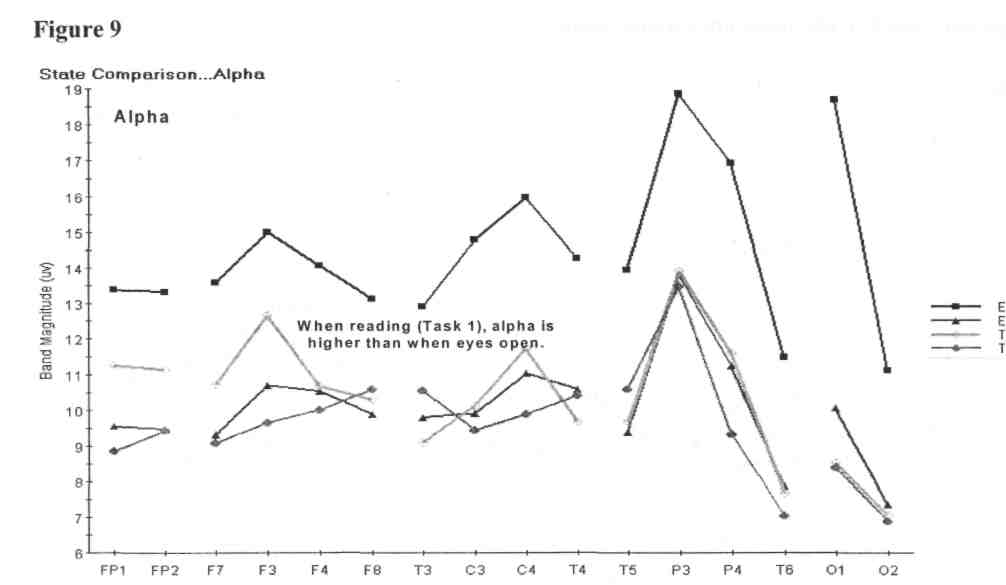 Figure 9
State Comparison...Alpha
Alpha
Band Magnitude (uv)
19
18
17
16
15
14
13
12
11
10
9
8
7
6
When reading (Task 1), alpha is
higher than when eyes open.
E
E
T
T
FP1 FP2 F7 F3 F4 F8 T3 C3 C4 T4 T5 P3 P4 T6 O1 O2